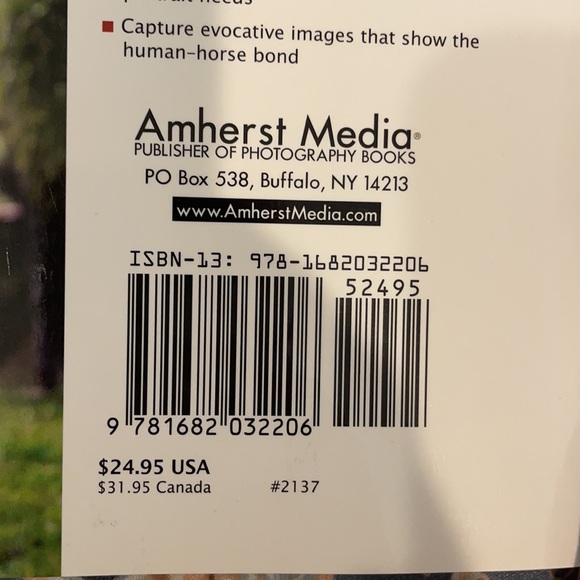 ■ Capture evocative images that show the
human-horse bond
Amherst Media®
PUBLISHER OF PHOTOGRAPHY BOOKS
PO Box 538, Buffalo, NY 14213
www.AmherstMedia.com
ISBN-13: 978-1682032206
52495
9 781682 032206
$24.95 USA
$31.95 Canada #2137